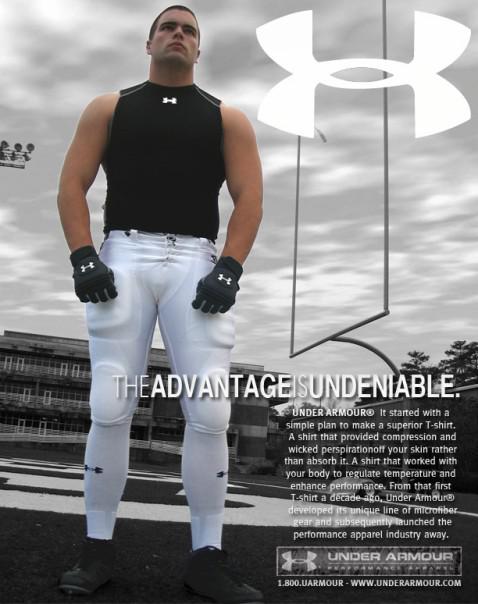 THEADVANTAGEISUNDENIABLE.
UNDER ARMOUR® It started with a
simple plan to make a superior T-shirt.
A shirt that provided compression and
wicked perspirationoff your skin rather
than absorb it. A shirt that worked with
your body to regulate temperature and
enhance performance. From that first
T-shirt a decade ago, Under Armour®
developed its unique line of microfiber
gear and subsequently launched the
performance apparel industry away.
UNDER ARMOUR
PERFORMANCE APPAREL
1.800.UARMOUR - WWW.UNDERARMOUR.COM